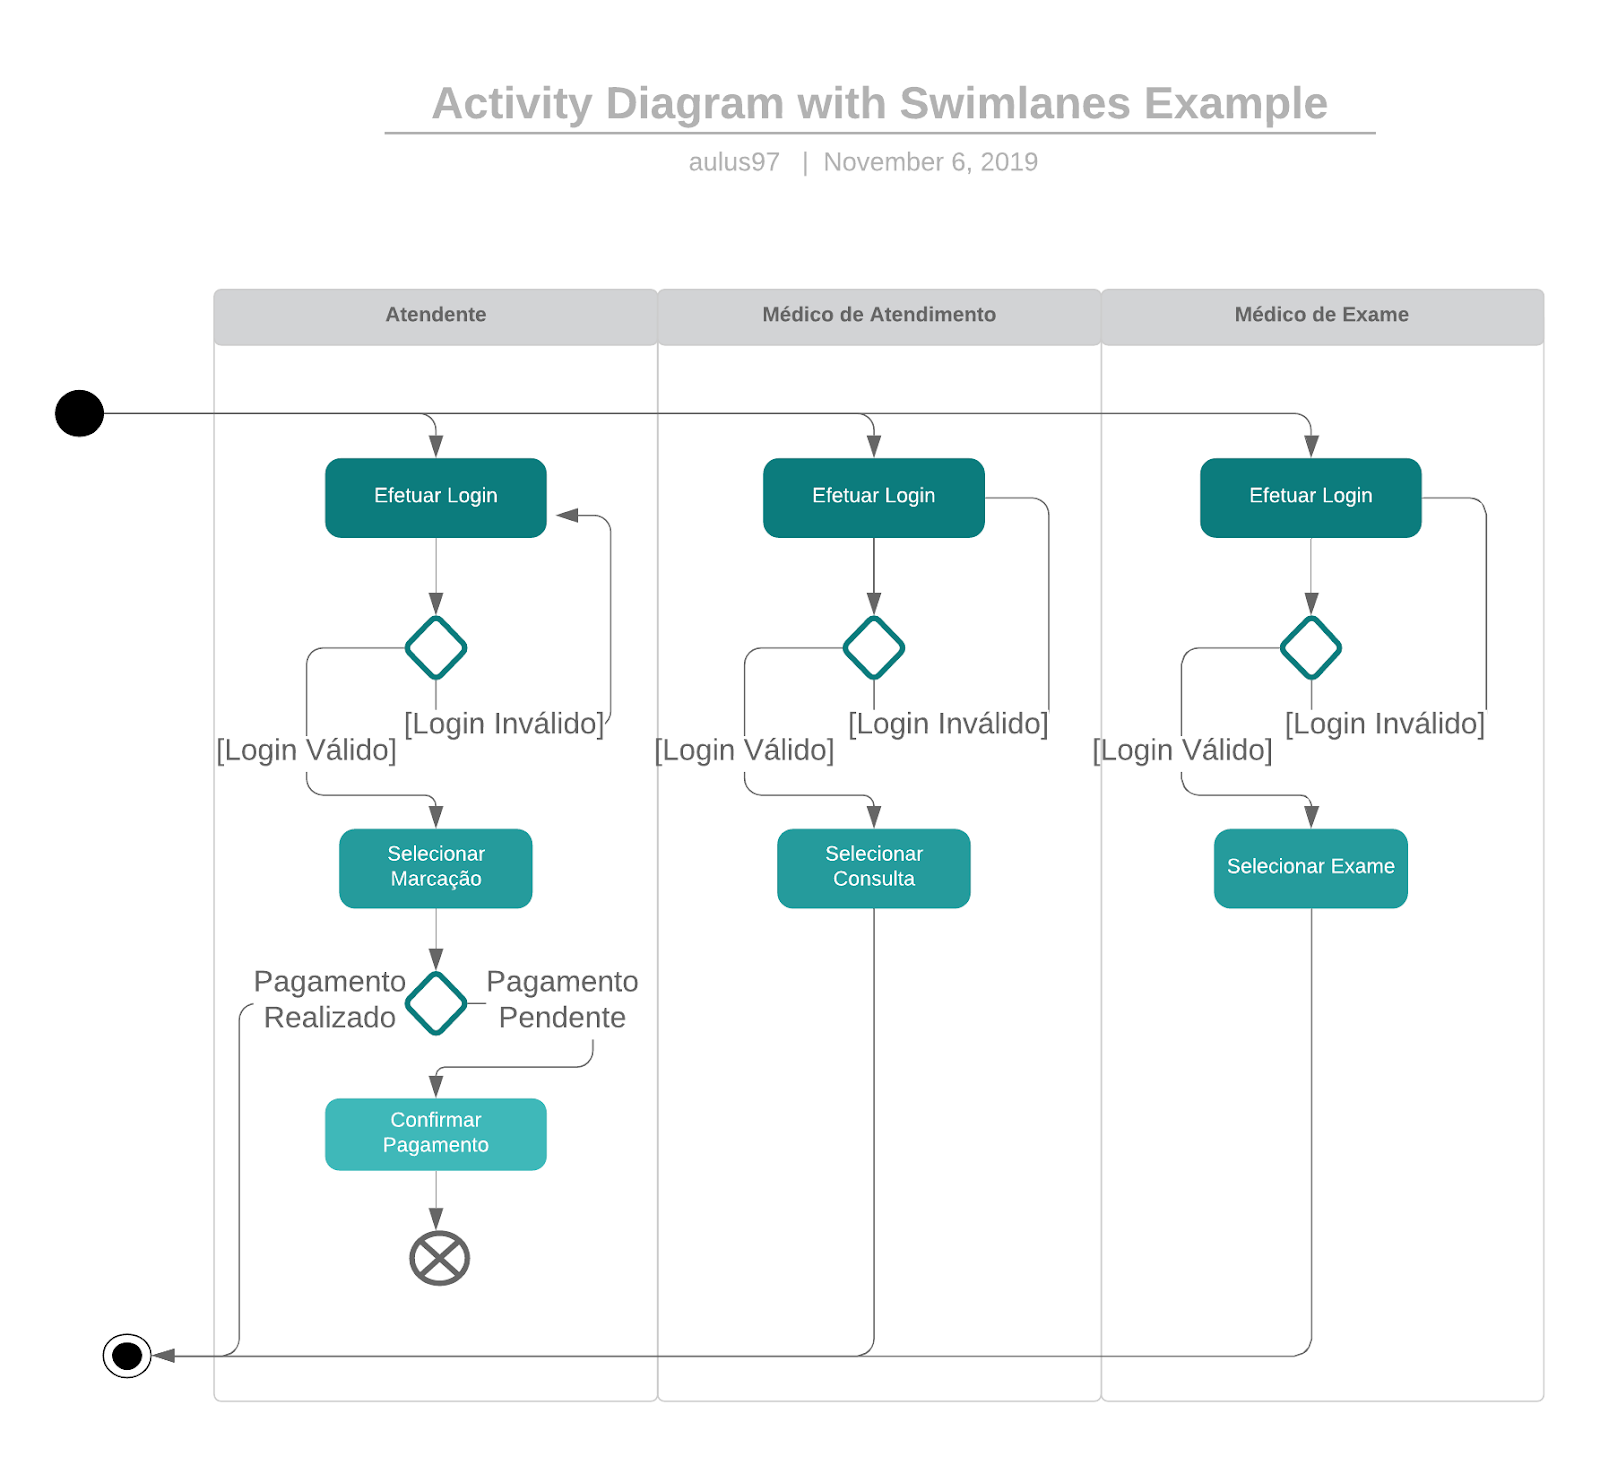 Activity Diagram with Swimlanes Example
aulus97 | November 6, 2019
Atendente
Médico de Atendimento
Médico de Exame
Efetuar Login
Efetuar Login
Efetuar Login
[Login Inválido]
[Login Válido]
[Login Inválido]
[Login Válido]
[Login Inválido]
[Login Válido]
Selecionar
Marcação
Selecionar
Consulta
Selecionar Exame
Pagamento
Realizado
Pagamento
Pendente
Confirmar
Pagamento